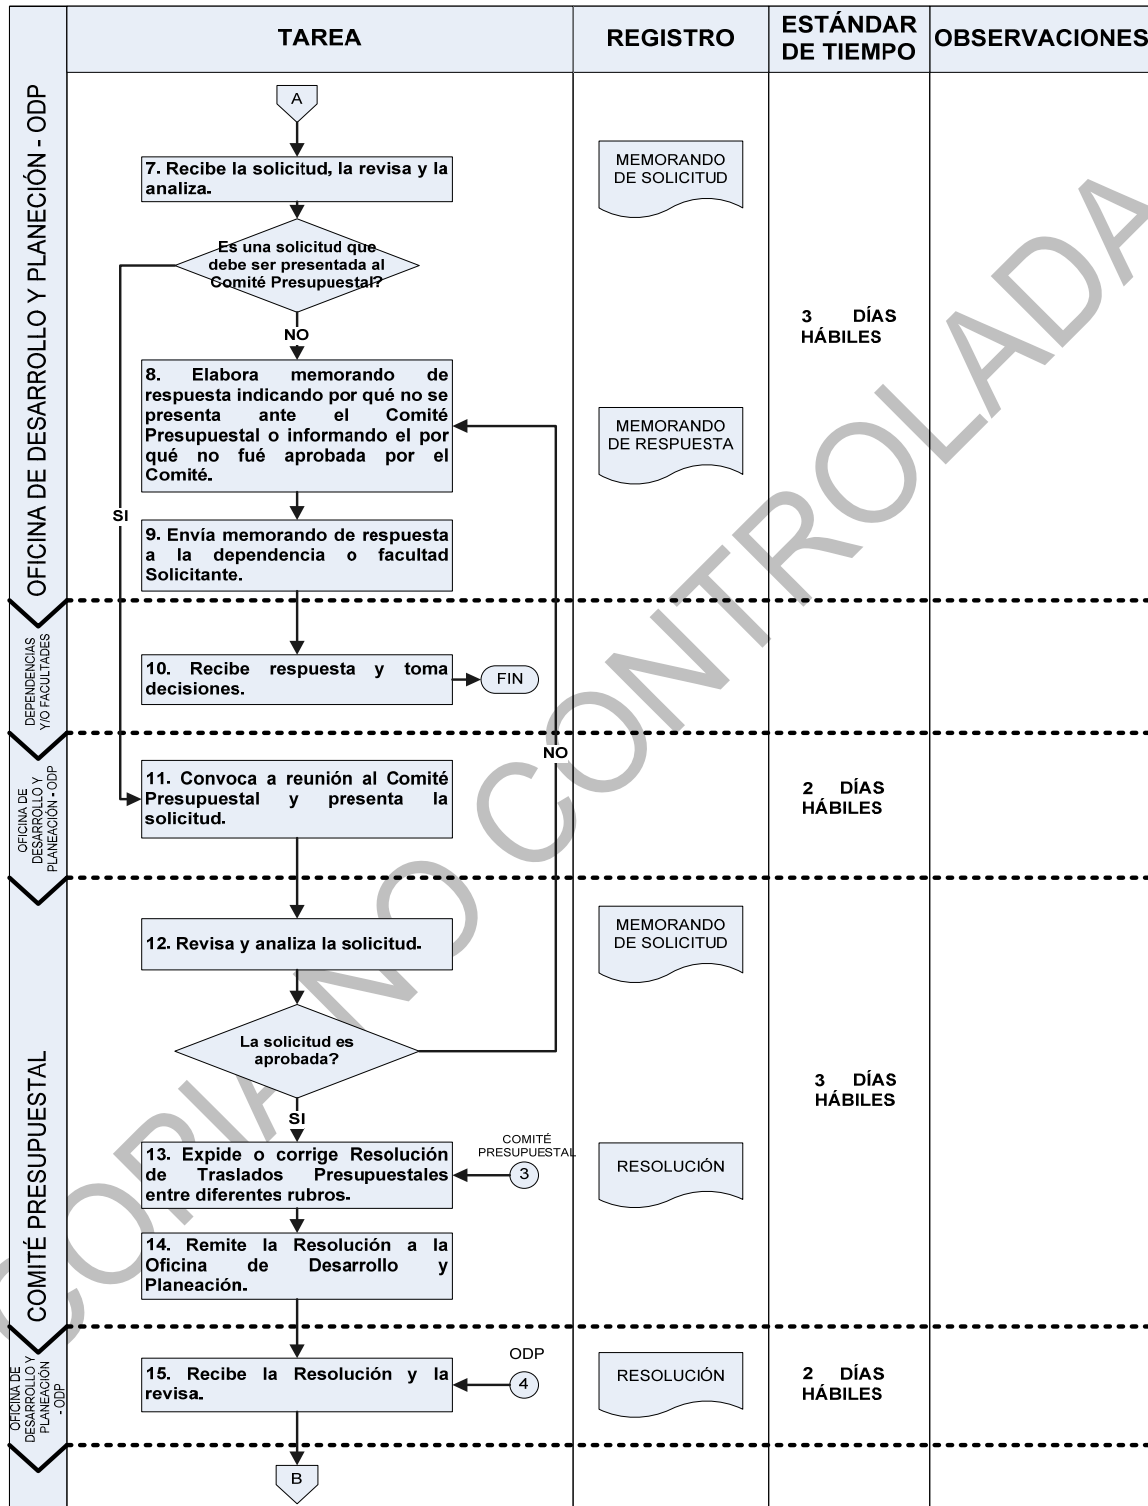 TAREA
REGISTRO
ESTÁNDAR
DE TIEMPO
OBSERVACIONES
OFICINA DE DESARROLLO Y PLANECIÓN - ODP
A
7. Recibe la solicitud, la revisa y la
analiza.
MEMORANDO
DE SOLICITUD
Es una solicitud que
debe ser presentada al
Comité Presupuestal?
3 DÍAS
HÁBILES
NO
8. Elabora memorando de
respuesta indicando por qué no se
presenta ante el Comité
Presupuestal o informando el por
qué no fué aprobada por el
Comité.
MEMORANDO
DE RESPUESTA
SI
9. Envía memorando de respuesta
a la dependencia o facultad
Solicitante.
DEPENDENCIAS
Y/O FACULTADES
10. Recibe respuesta y toma
decisiones.
FIN
NO
OFICINA DE
DESARROLLO Y
PLANEACIÓN - ODP
11. Convoca a reunión al Comité
Presupuestal y presenta la
solicitud.
2 DÍAS
HÁBILES
COMITÉ PRESUPUESTAL
12. Revisa y analiza la solicitud.
MEMORANDO
DE SOLICITUD
La solicitud es
aprobada?
3 DÍAS
HÁBILES
SI
13. Expide o corrige Resolución
de Traslados Presupuestales
entre diferentes rubros.
COMITÉ
PRESUPUESTAL
3
RESOLUCIÓN
14. Remite la Resolución a la
Oficina de Desarrollo y
Planeación.
OFICINA DE
DESARROLLO Y
PLANEACIÓN
- ODP
15. Recibe la Resolución y la
revisa.
ODP
4
RESOLUCIÓN
2 DÍAS
HÁBILES
B
COPIA NO CONTROLADA